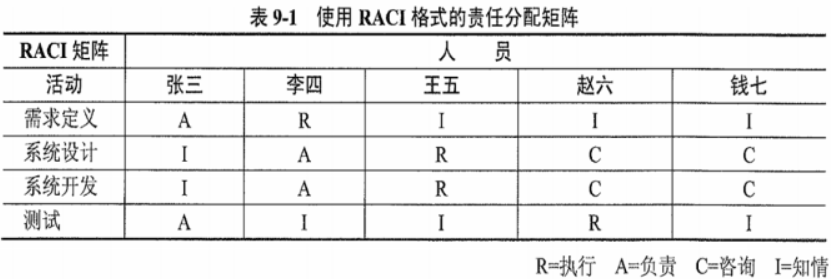 表 9-1 使用 RACI 格式的责任分配矩阵
RACI 矩阵 人 员
活动 张三 李四 王五 赵六 钱七
需求定义 A R I I I
系统设计 I A R C C
系统开发 I A R C C
测试 A I I R I
R=执行 A=负责 C=咨询 I=知情